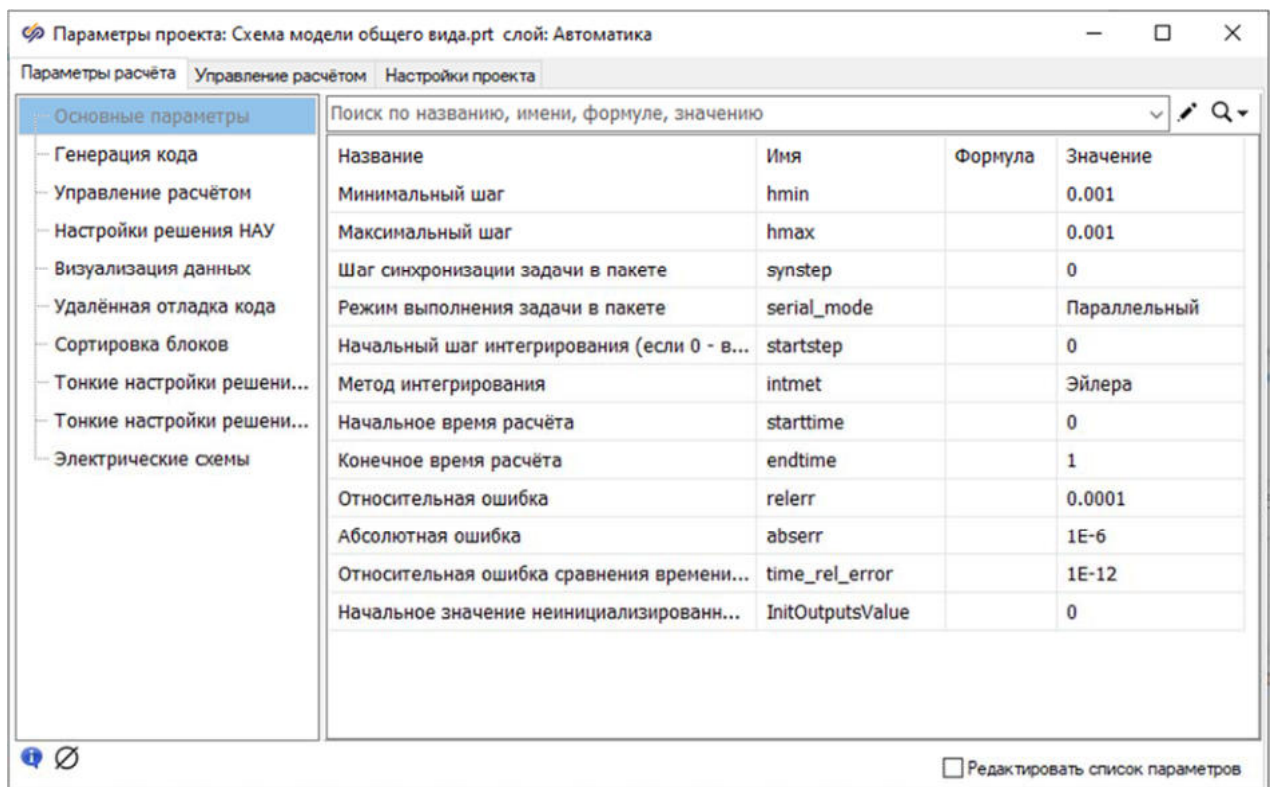 Параметры проекта: Схема модели общего вида.prt слой: Автоматика
Параметры расчёта Управление расчётом Настройки проекта
Основные параметры
Генерация кода
Управление расчётом
Настройки решения НАУ
Визуализация данных
Удалённая отладка кода
Сортировка блоков
Тонкие настройки решени...
Тонкие настройки решени...
Электрические схемы
Поиск по названию, имени, формуле, значению
Название Имя Формула Значение
Минимальный шаг hmin 0.001
Максимальный шаг hmax 0.001
Шаг синхронизации задачи в пакете synstep 0
Режим выполнения задачи в пакете serial_mode Параллельный
Начальный шаг интегрирования (если 0 - в... startstep 0
Метод интегрирования intmet Эйлера
Начальное время расчёта starttime 0
Конечное время расчёта endtime 1
Относительная ошибка relerr 0.0001
Абсолютная ошибка abserr 1E-6
Относительная ошибка сравнения времени... time_rel_error 1E-12
Начальное значение неинициализированн... InitOutputsValue 0
Редактировать список параметров